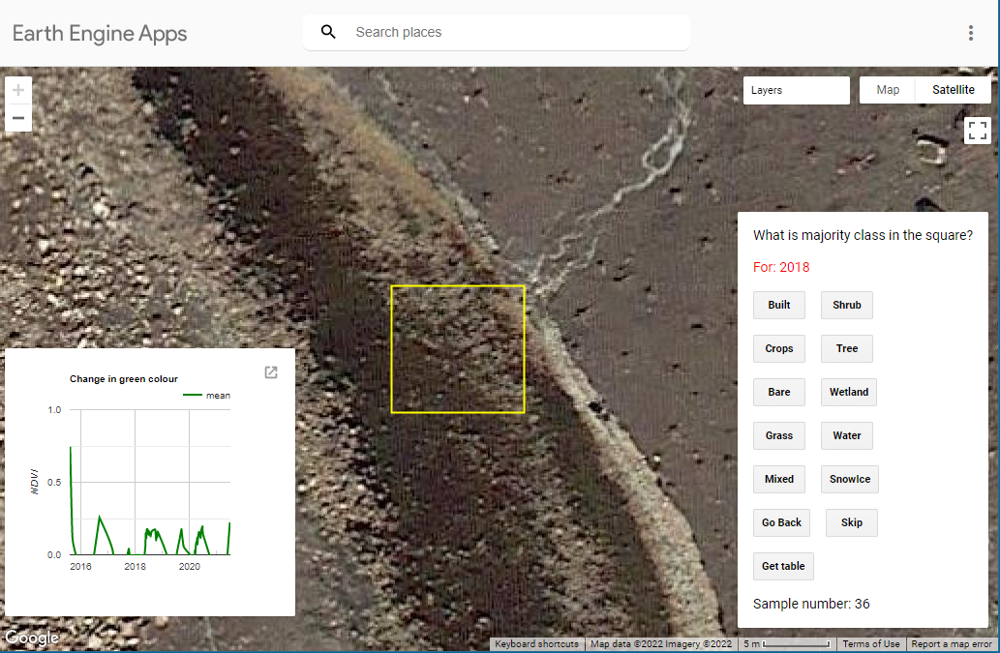 Earth Engine Apps
Search places
Layers
Map
Satellite
What is majority class in the square?
For: 2018
Built
Shrub
Crops
Tree
Bare
Wetland
Grass
Water
Mixed
SnowIce
Go Back
Skip
Get table
Sample number: 36
Change in green colour
mean
1.0
NDVI
0.5
0.0
2016
2018
2020
Google
Keyboard shortcuts
Map data ©2022 Imagery ©2022
5 m
Terms of Use
Report a map error